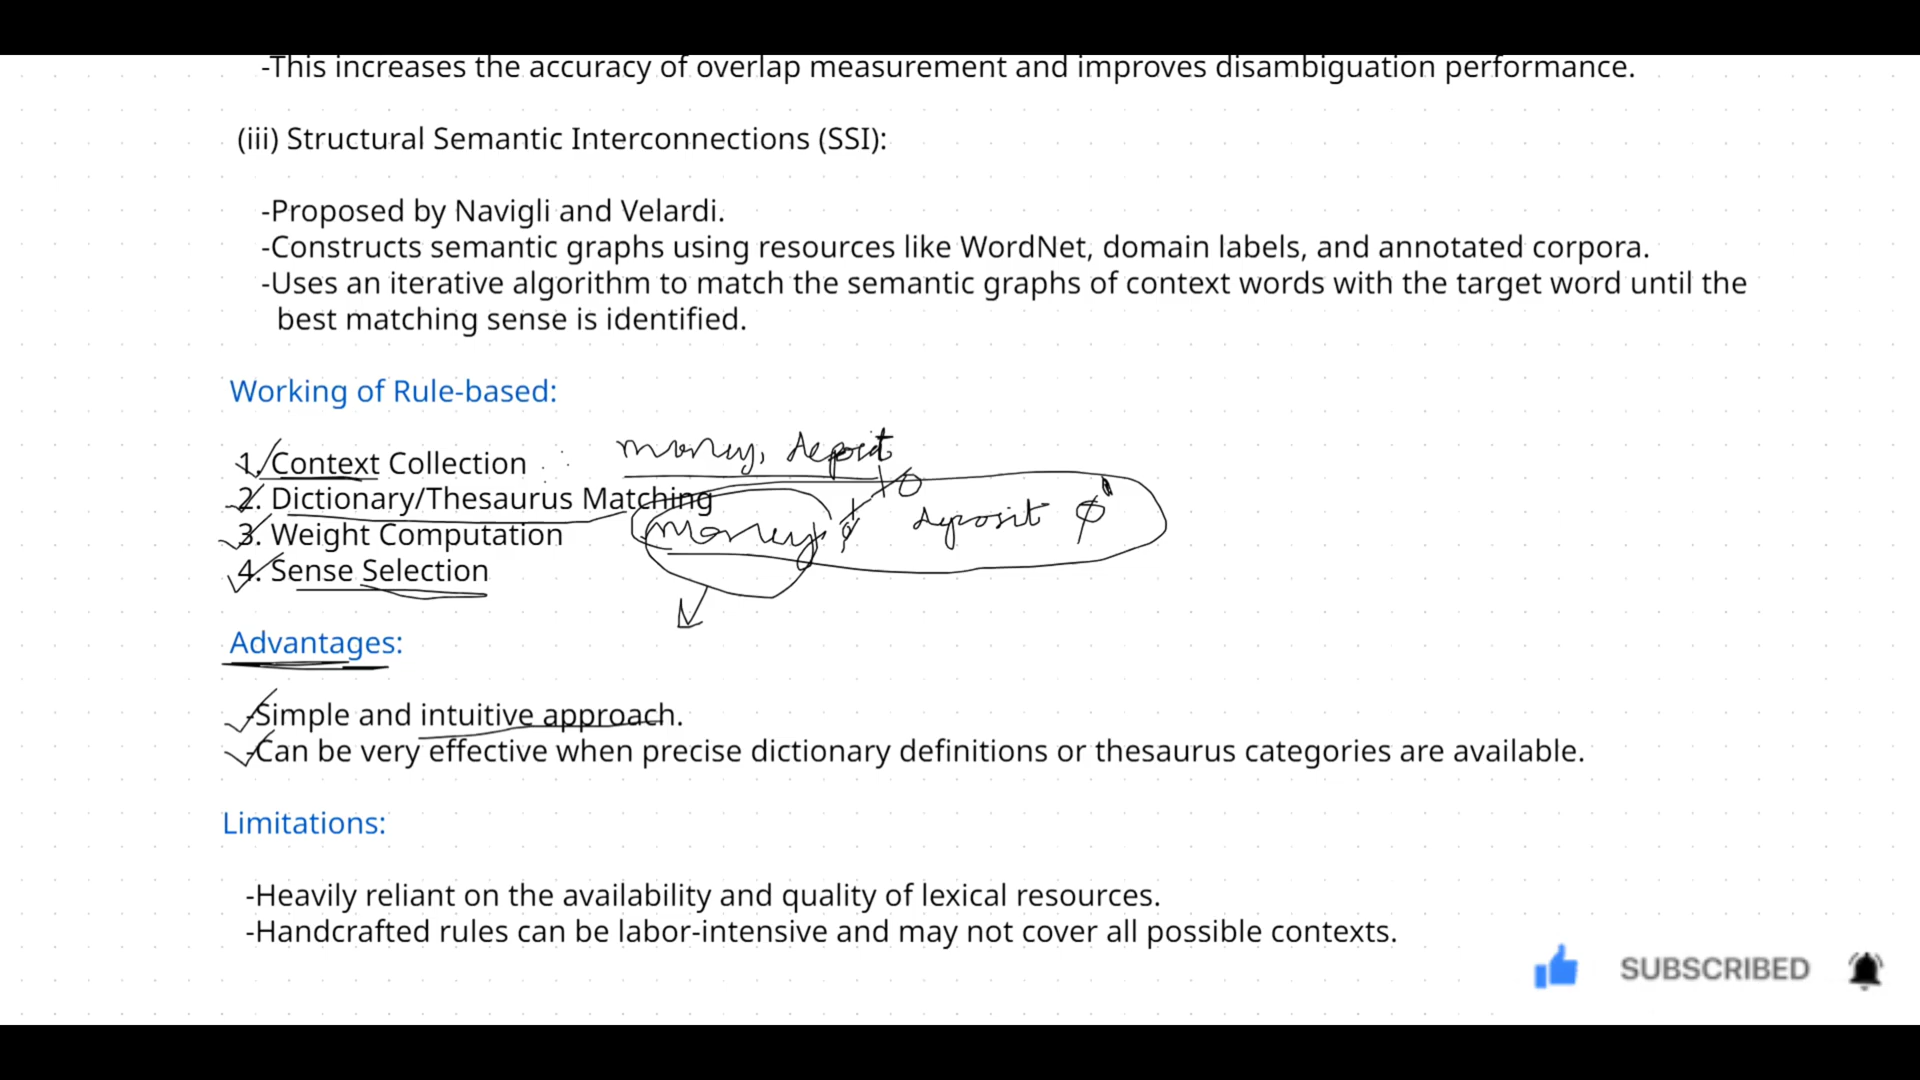 -This increases the accuracy of overlap measurement and improves disambiguation performance.
(iii) Structural Semantic Interconnections (SSI):
-Proposed by Navigli and Velardi.
-Constructs semantic graphs using resources like WordNet, domain labels, and annotated corpora.
-Uses an iterative algorithm to match the semantic graphs of context words with the target word until the
best matching sense is identified.
Working of Rule-based:
money, deposit
1. Context Collection
2. Dictionary/Thesaurus Matching
money, deposit
3. Weight Computation
4. Sense Selection
Advantages:
-Simple and intuitive approach.
-Can be very effective when precise dictionary definitions or thesaurus categories are available.
Limitations:
-Heavily reliant on the availability and quality of lexical resources.
-Handcrafted rules can be labor-intensive and may not cover all possible contexts.
SUBSCRIBED